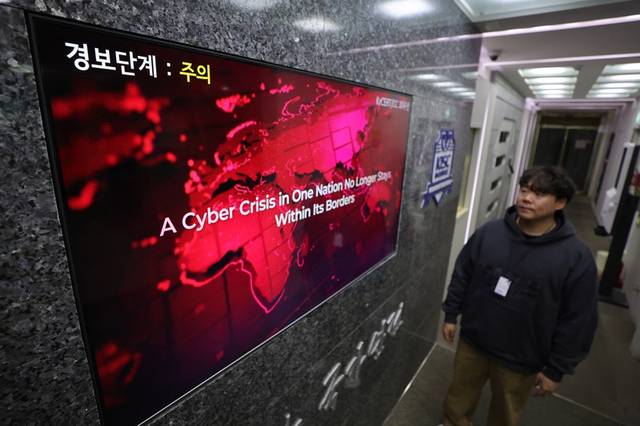 경보단계 : 주의
A Cyber Crisis in One Nation No Longer Stays
Within Its Borders